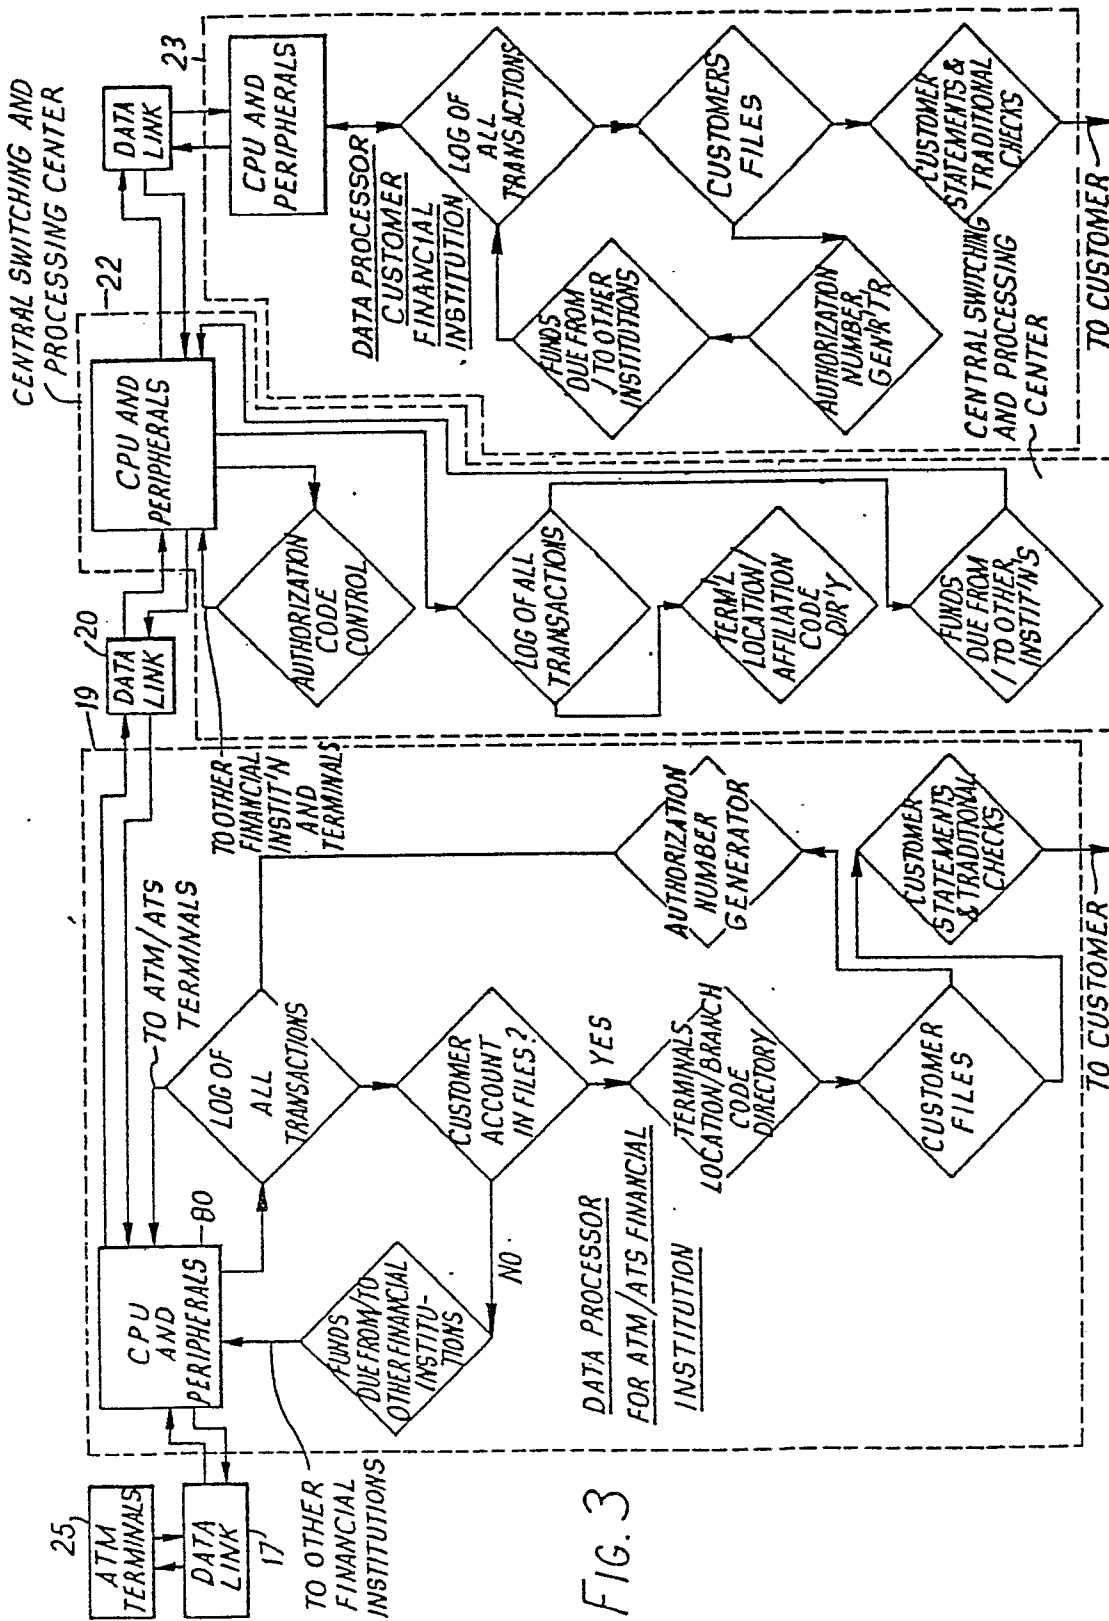 25
ATM
TERMINALS
DATA
LINK
17
TO OTHER
FINANCIAL
INSTITUTIONS
FIG. 3
19
CPU
AND
PERIPHERALS
80
TO ATM/ATS
TERMINALS
LOG OF
ALL
TRANSACTIONS
FUNDS
DUE FROM/TO
OTHER FINANCIAL
INSTITU-
TIONS
NO
CUSTOMER
ACCOUNT
IN FILES?
YES
TERMINALS
LOCATION/BRANCH
CODE
DIRECTORY
CUSTOMER
FILES
AUTHORIZATION
NUMBER
GENERATOR
CUSTOMER
STATEMENTS
& TRADITIONAL
CHECKS
TO CUSTOMER
DATA PROCESSOR
FOR ATM/ATS FINANCIAL
INSTITUTION
20
DATA
LINK
TO OTHER
FINANCIAL
INSTIT'N
AND
TERMINALS
CENTRAL SWITCHING AND
PROCESSING CENTER
22
CPU AND
PERIPHERALS
AUTHORIZATION
CODE
CONTROL
LOG OF ALL
TRANSACTIONS
TERM'L
LOCATION/
AFFILIATION
CODE
DIR'Y
FUNDS
DUE FROM
/ TO OTHER
INSTIT'N'S
CENTRAL SWITCHING
AND PROCESSING
CENTER
DATA
LINK
23
CPU AND
PERIPHERALS
DATA PROCESSOR
CUSTOMER
FINANCIAL
INSTITUTION
LOG OF
ALL
TRANSACTIONS
FUNDS
DUE FROM
/ TO OTHER
INSTITUTIONS
CUSTOMERS
FILES
AUTHORIZATION
NUMBER
GENR'T'R
CUSTOMER
STATEMENTS &
TRADITIONAL
CHECKS
TO CUSTOMER